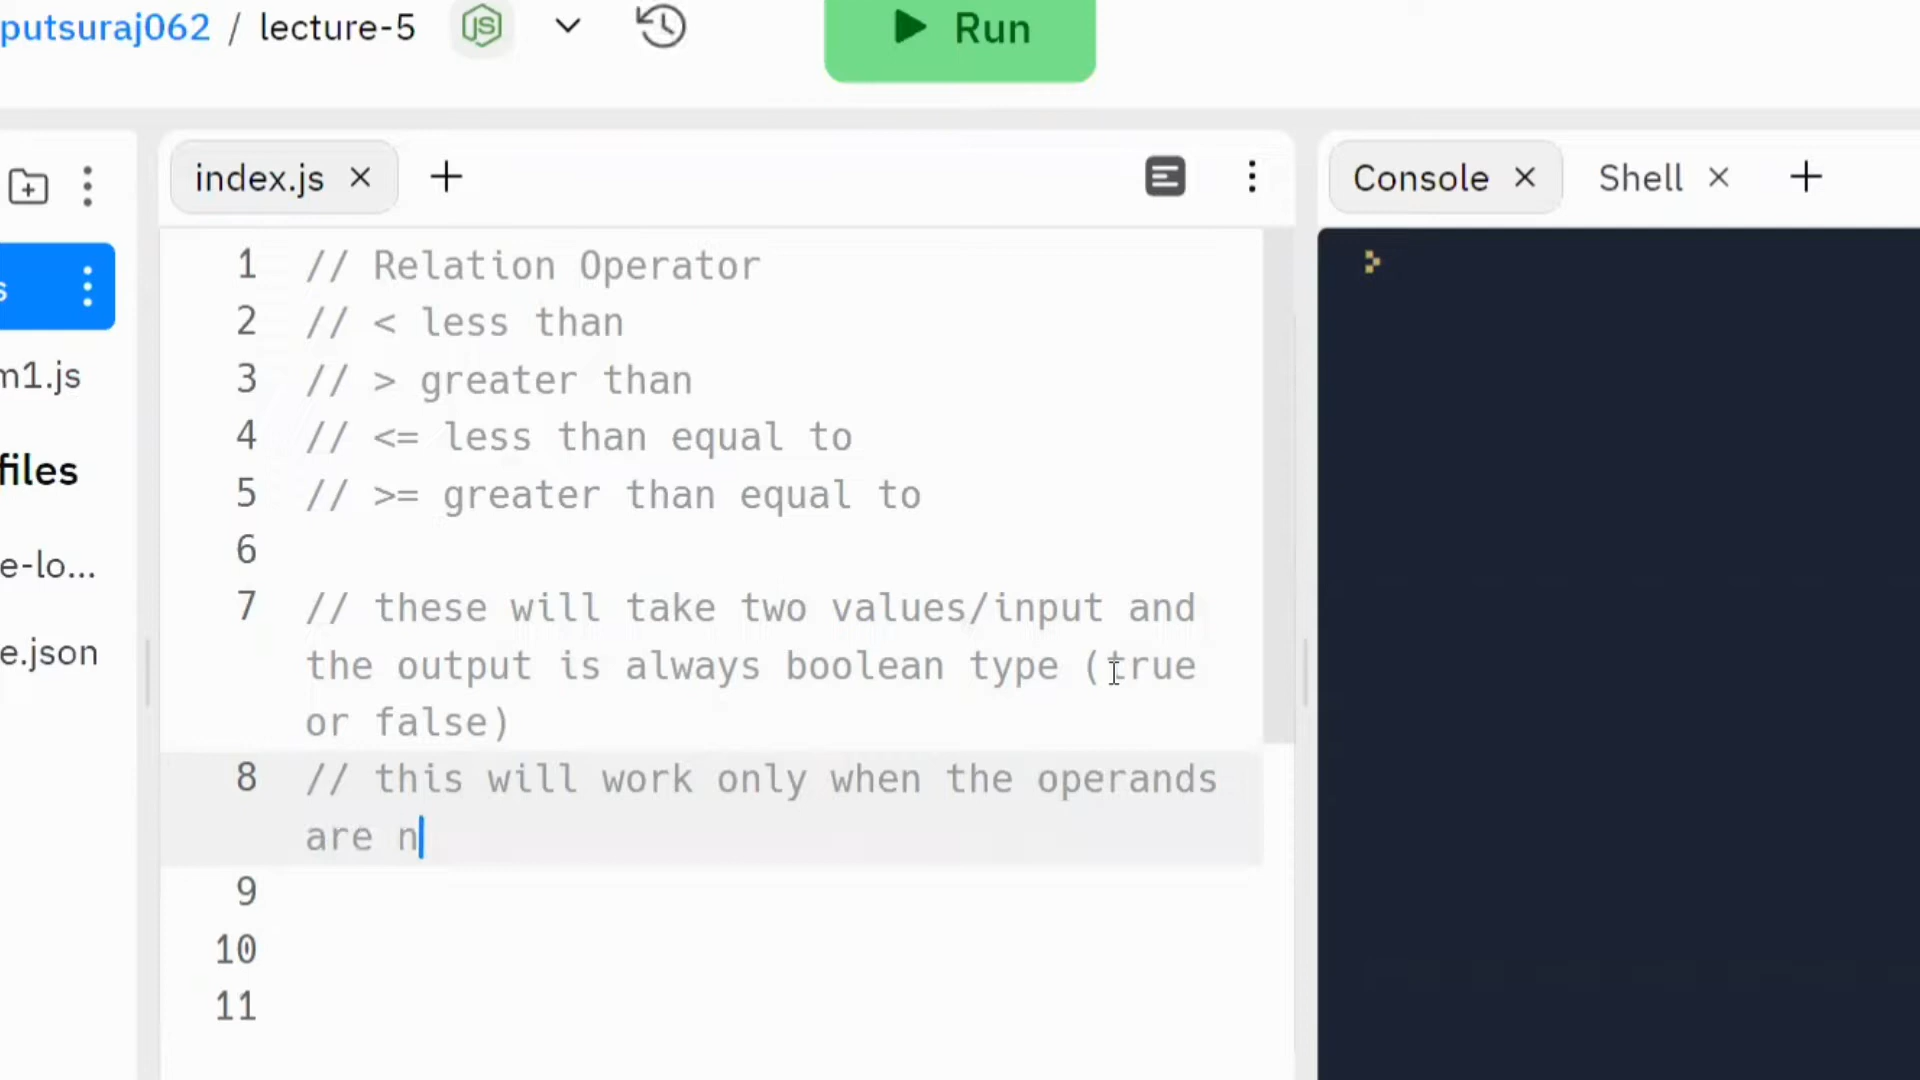 putsuraj062 / lecture-5
Run
index.js
Console
Shell
s
m1.js
files
e-lo...
e.json
1 // Relation Operator
2 // < less than
3 // > greater than
4 // <= less than equal to
5 // >= greater than equal to
6
7 // these will take two values/input and
the output is always boolean type (true
or false)
8 // this will work only when the operands
are n
9
10
11